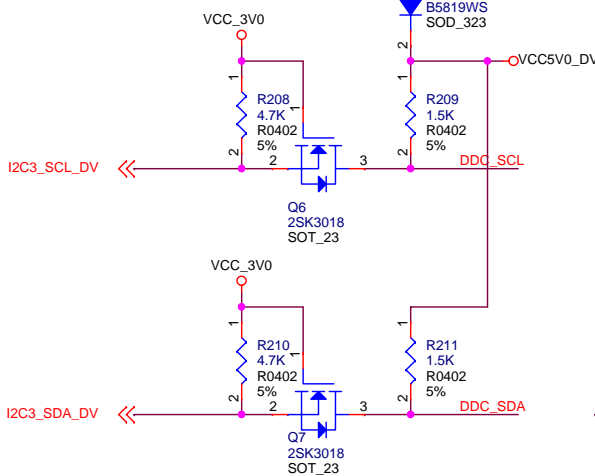 B5819WS
SOD_323
VCC_3V0
2
VCC5V0_DV
1
R208
4.7K
R0402
5%
2
1
1
R209
1.5K
R0402
5%
2
I2C3_SCL_DV
2
3
DDC_SCL
Q6
2SK3018
SOT_23
VCC_3V0
1
R210
4.7K
R0402
5%
2
1
1
R211
1.5K
R0402
5%
2
I2C3_SDA_DV
2
3
DDC_SDA
Q7
2SK3018
SOT_23